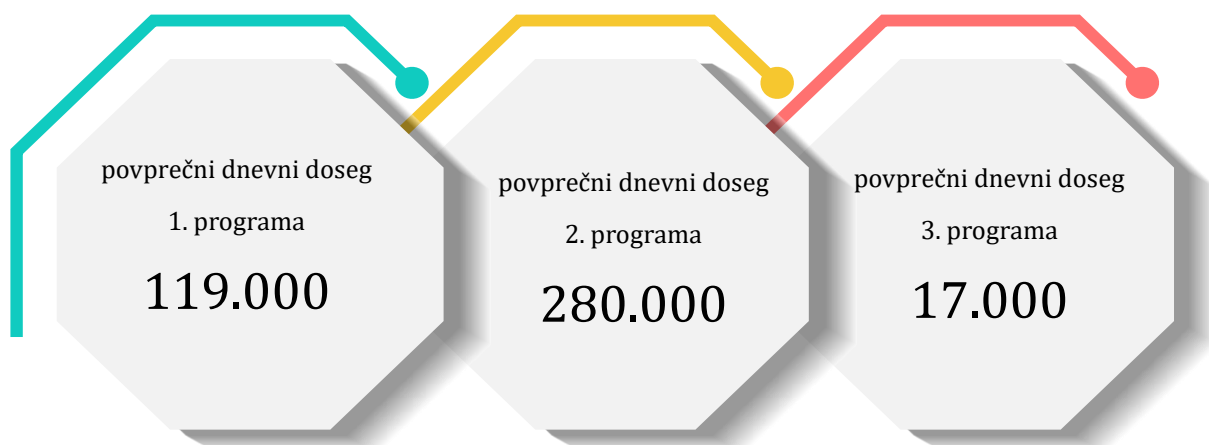 povprečni dnevni doseg
1. programa
119.000
povprečni dnevni doseg
2. programa
280.000
povprečni dnevni doseg
3. programa
17.000